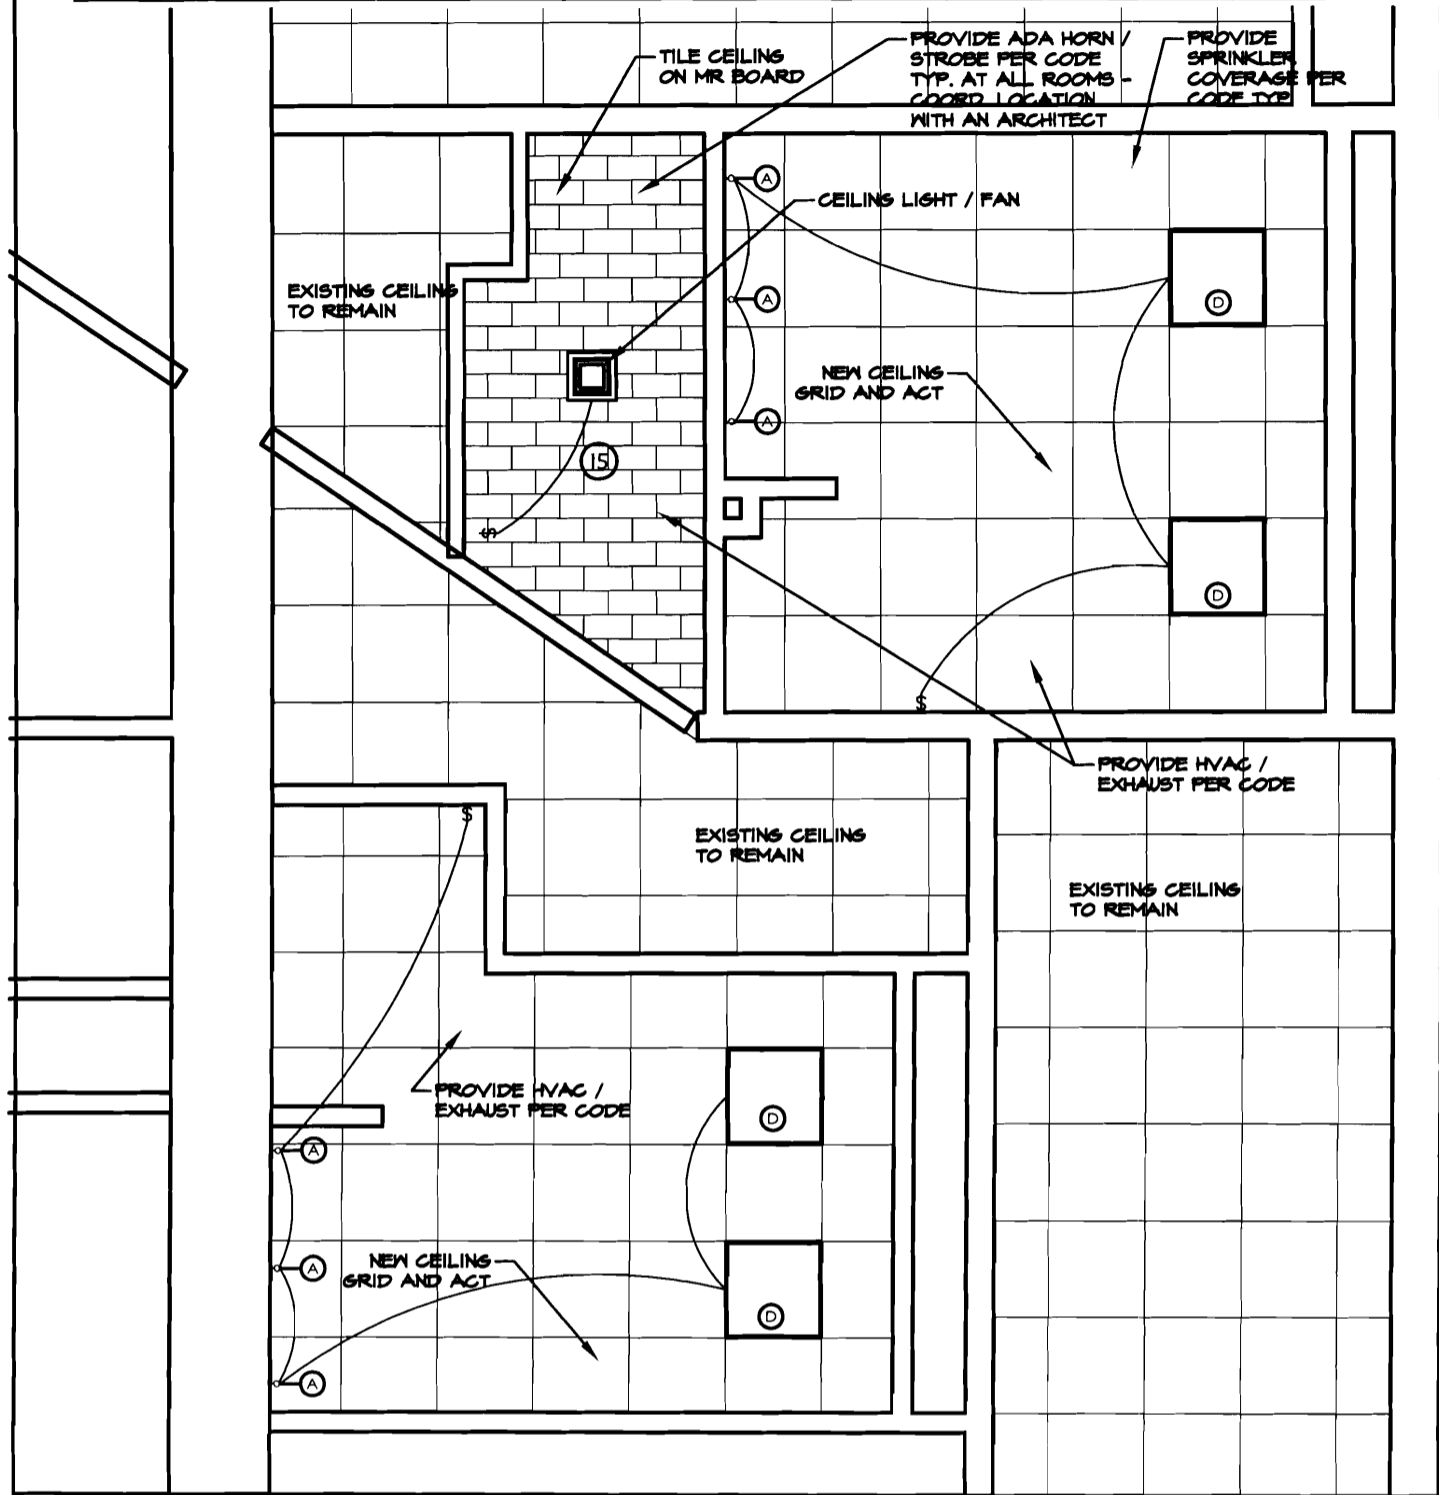 TILE CEILING
ON MR BOARD
PROVIDE ADA HORN /
STROBE PER CODE
TYP. AT ALL ROOMS -
COORD. LOCATION
WITH AN ARCHITECT
PROVIDE
SPRINKLER
COVERAGE PER
CODE TYP
A
CEILING LIGHT / FAN
EXISTING CEILING
TO REMAIN
A
D
NEW CEILING
GRID AND ACT
A
15
$
D
$
PROVIDE HVAC /
EXHAUST PER CODE
$
EXISTING CEILING
TO REMAIN
EXISTING CEILING
TO REMAIN
PROVIDE HVAC /
EXHAUST PER CODE
D
A
NEW CEILING
GRID AND ACT
A
D
A